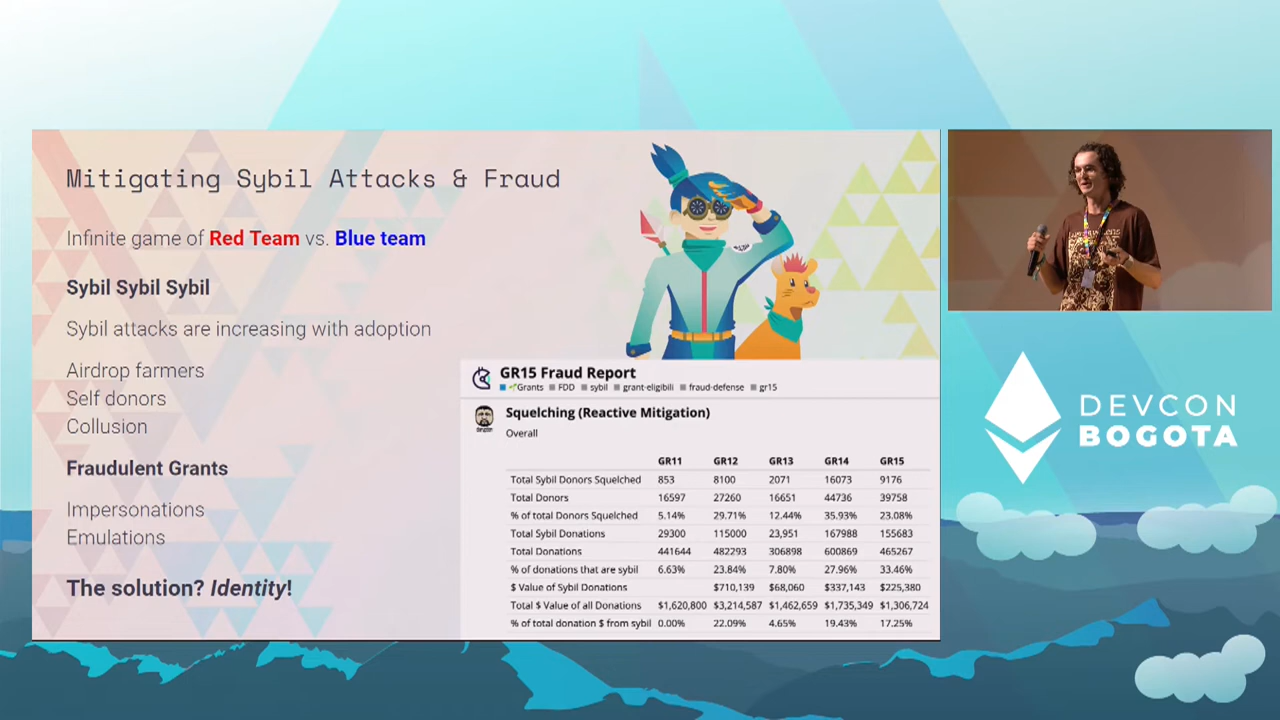 Mitigating Sybil Attacks & Fraud
Infinite game of Red Team vs. Blue team
Sybil Sybil Sybil
Sybil attacks are increasing with adoption
Airdrop farmers
Self donors
Collusion
Fraudulent Grants
Impersonations
Emulations
The solution? Identity!
GR15 Fraud Report
Grants FDD sybil grant-eligibili fraud-defense gr15
Squelching (Reactive Mitigation)
Overall
GR11 GR12 GR13 GR14 GR15
Total Sybil Donors Squelched 853 8100 2071 16073 9176
Total Donors 16597 27260 16651 44736 39758
% of total Donors Squelched 5.14% 29.71% 12.44% 35.93% 23.08%
Total Sybil Donations 29300 115000 23,951 167988 155683
Total Donations 441644 482293 306898 600869 465267
% of donations that are sybil 6.63% 23.84% 7.80% 27.96% 33.46%
$ Value of Sybil Donations $710,139 $68,060 $337,143 $225,380
Total $ Value of all Donations $1,620,800 $3,214,587 $1,462,659 $1,735,349 $1,306,724
% of total donation $ from sybil 0.00% 22.09% 4.65% 19.43% 17.25%
DEVCON
BOGOTA